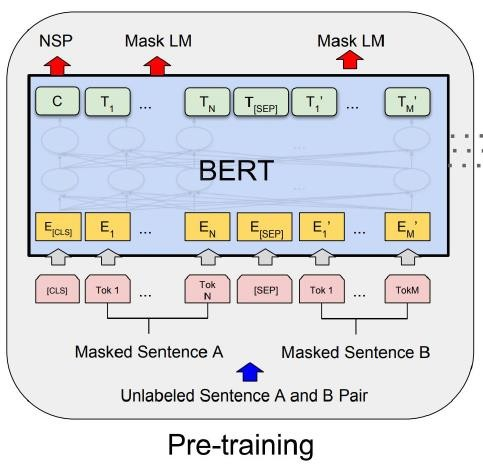 NSP Mask LM Mask LM
C T1 ... TN T[SEP] T1' ... TM'
BERT
E[CLS] E1 ... EN E[SEP] E1' ... EM'
[CLS] Tok 1 ... Tok N [SEP] Tok 1 ... TokM
Masked Sentence A Masked Sentence B
Unlabeled Sentence A and B Pair
Pre-training